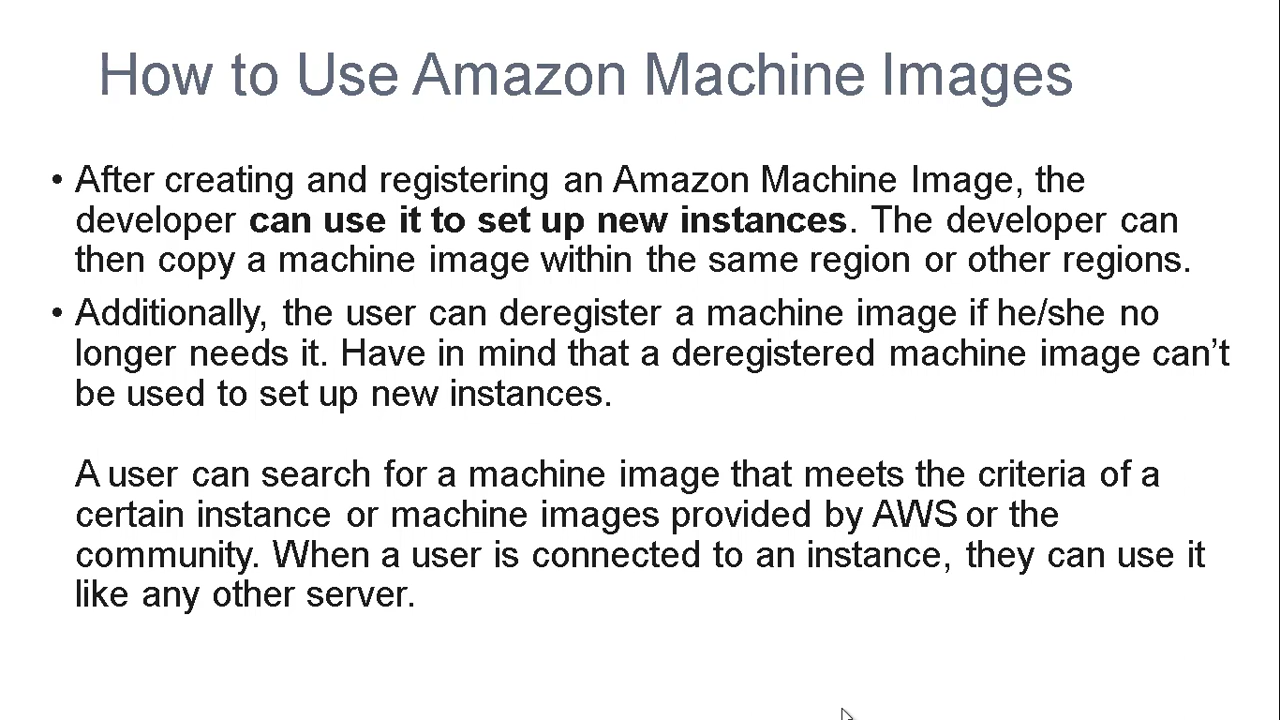 How to Use Amazon Machine Images
• After creating and registering an Amazon Machine Image, the
developer can use it to set up new instances. The developer can
then copy a machine image within the same region or other regions.
• Additionally, the user can deregister a machine image if he/she no
longer needs it. Have in mind that a deregistered machine image can’t
be used to set up new instances.
A user can search for a machine image that meets the criteria of a
certain instance or machine images provided by AWS or the
community. When a user is connected to an instance, they can use it
like any other server.